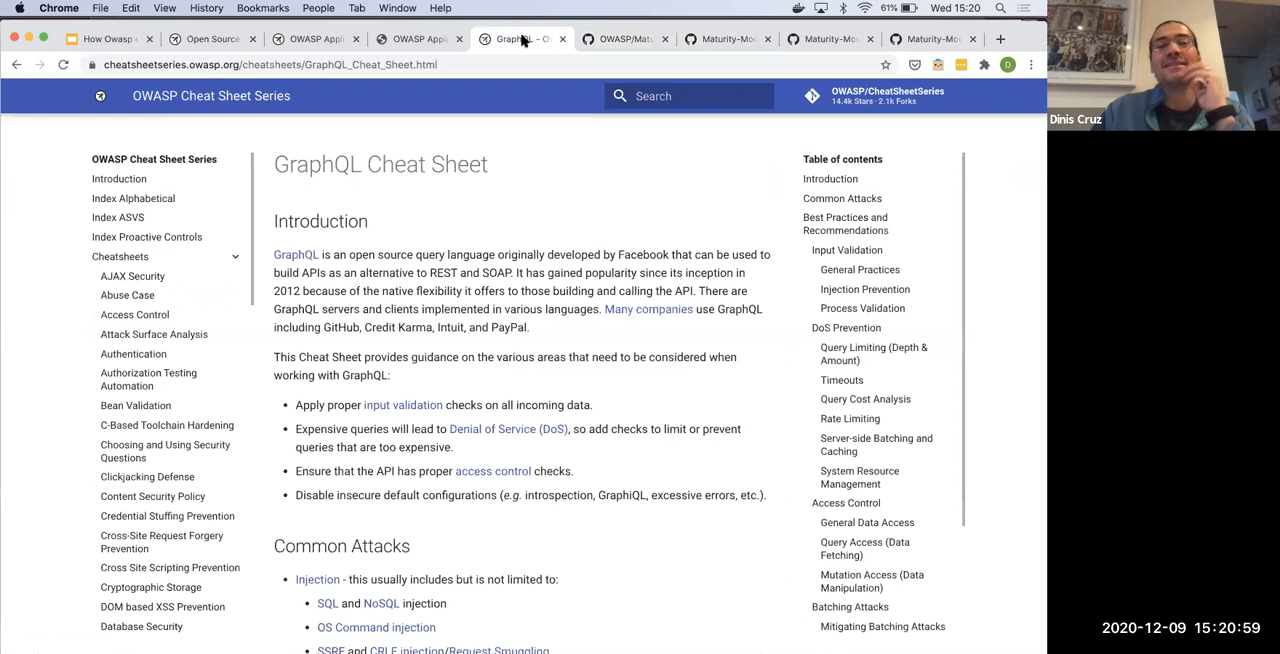 Chrome File Edit View History Bookmarks People Tab Window Help 61% Wed 15:20
How Owasp c
Open Source
OWASP Appli
OWASP Appli
GraphQL - O
OWASP/Matu
Maturity-Mo
Maturity-Mo
Maturity-Mo
cheatsheetseries.owasp.org/cheatsheets/GraphQL_Cheat_Sheet.html
D
OWASP Cheat Sheet Series
Search
OWASP/CheatSheetSeries
14.4k Stars · 2.1k Forks
Dinis Cruz
OWASP Cheat Sheet Series
Introduction
Index Alphabetical
Index ASVS
Index Proactive Controls
Cheatsheets
AJAX Security
Abuse Case
Access Control
Attack Surface Analysis
Authentication
Authorization Testing
Automation
Bean Validation
C-Based Toolchain Hardening
Choosing and Using Security
Questions
Clickjacking Defense
Content Security Policy
Credential Stuffing Prevention
Cross-Site Request Forgery
Prevention
Cross Site Scripting Prevention
Cryptographic Storage
DOM based XSS Prevention
Database Security
GraphQL Cheat Sheet
Introduction
GraphQL is an open source query language originally developed by Facebook that can be used to
build APIs as an alternative to REST and SOAP. It has gained popularity since its inception in
2012 because of the native flexibility it offers to those building and calling the API. There are
GraphQL servers and clients implemented in various languages. Many companies use GraphQL
including GitHub, Credit Karma, Intuit, and PayPal.
This Cheat Sheet provides guidance on the various areas that need to be considered when
working with GraphQL:
• Apply proper input validation checks on all incoming data.
• Expensive queries will lead to Denial of Service (DoS), so add checks to limit or prevent
queries that are too expensive.
• Ensure that the API has proper access control checks.
• Disable insecure default configurations (e.g. introspection, GraphiQL, excessive errors, etc.).
Common Attacks
• Injection - this usually includes but is not limited to:
• SQL and NoSQL injection
• OS Command injection
• SSRF and CRLF injection/Request Smuggling
Table of contents
Introduction
Common Attacks
Best Practices and
Recommendations
Input Validation
General Practices
Injection Prevention
Process Validation
DoS Prevention
Query Limiting (Depth &
Amount)
Timeouts
Query Cost Analysis
Rate Limiting
Server-side Batching and
Caching
System Resource
Management
Access Control
General Data Access
Query Access (Data
Fetching)
Mutation Access (Data
Manipulation)
Batching Attacks
Mitigating Batching Attacks
2020-12-09 15:20:59